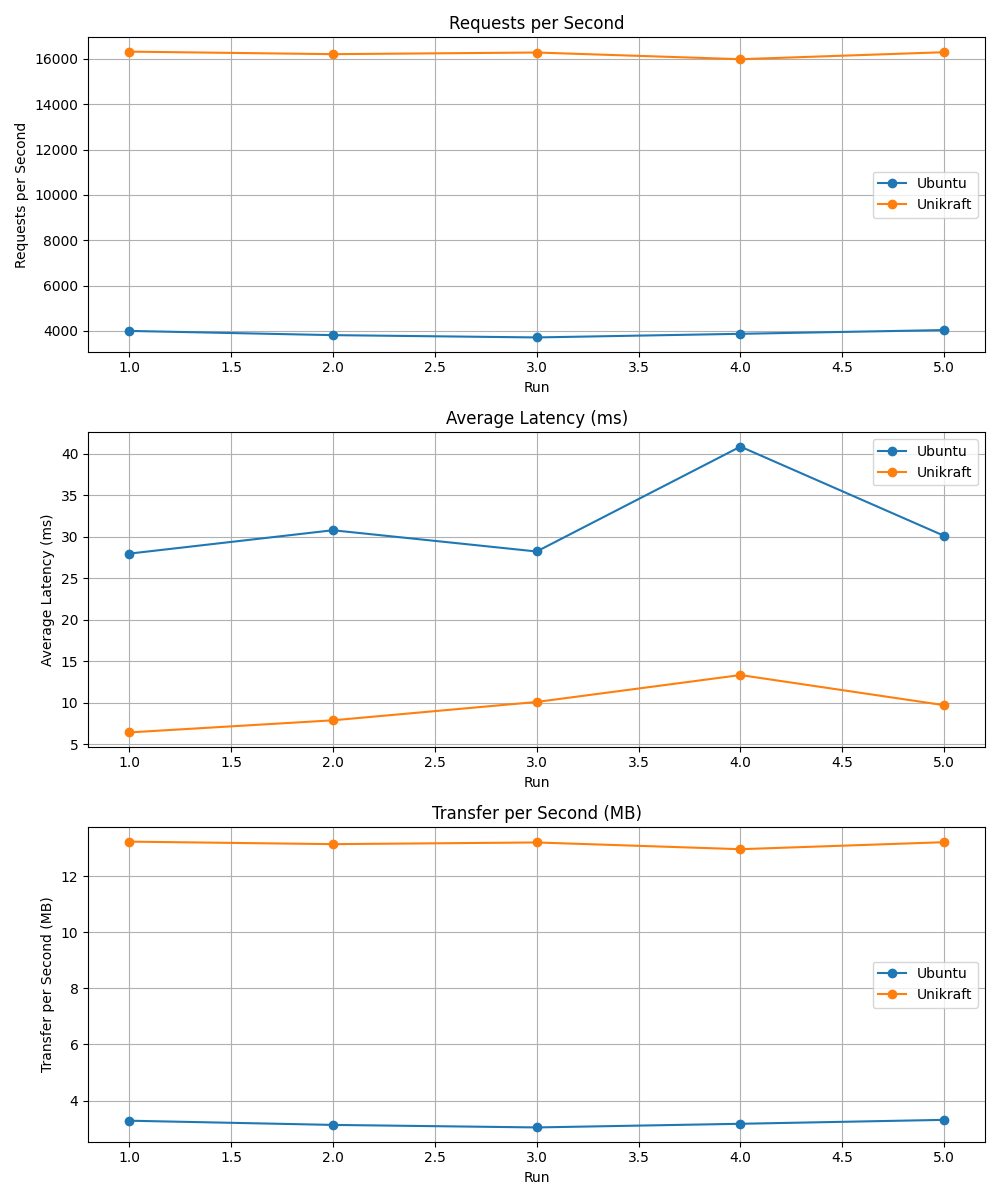 Requests per Second
Requests per Second
16000
14000
12000
10000
8000
6000
4000
Ubuntu
Unikraft
1.0 1.5 2.0 2.5 3.0 3.5 4.0 4.5 5.0
Run
Average Latency (ms)
Average Latency (ms)
40
35
30
25
20
15
10
5
Ubuntu
Unikraft
1.0 1.5 2.0 2.5 3.0 3.5 4.0 4.5 5.0
Run
Transfer per Second (MB)
Transfer per Second (MB)
12
10
8
6
4
Ubuntu
Unikraft
1.0 1.5 2.0 2.5 3.0 3.5 4.0 4.5 5.0
Run